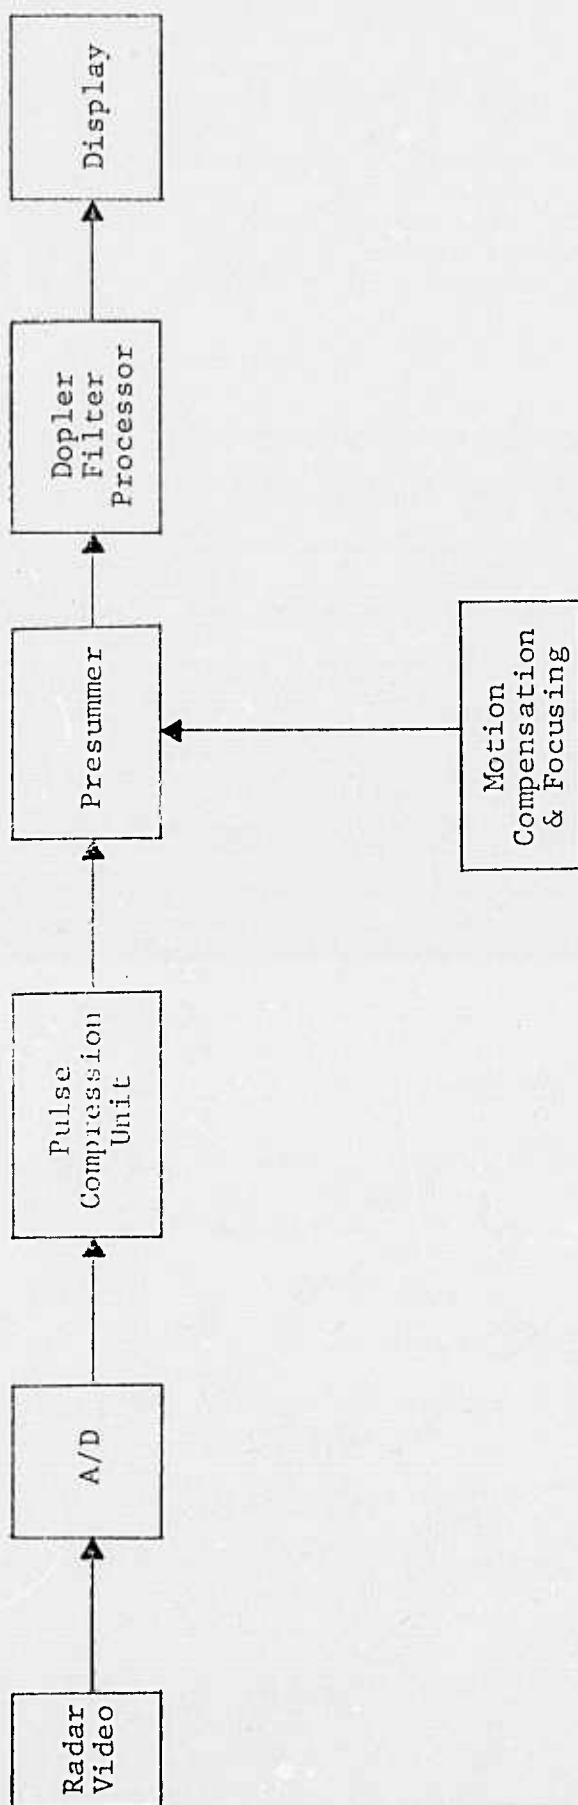 Radar
Video
A/D
Pulse
Compression
Unit
Presummer
Motion
Compensation
& Focusing
Dopler
Filter
Processor
Display